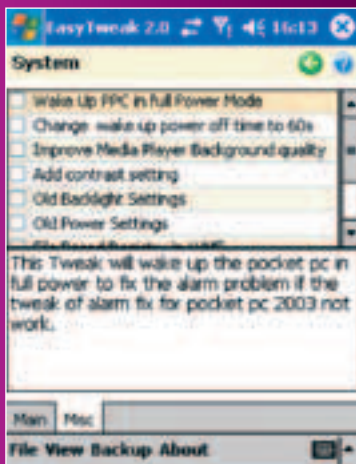 EasyTweak 2.0 16:13
System
Wake Up PPC in full Power Mode
Change wake up power off time to 60s
Improve Media Player Background quality
Add contrast setting
Old Backlight Settings
Old Power Settings
This Tweak will wake up the pocket pc in
full power to fix the alarm problem if the
tweak of alarm fix for pocket pc 2003 not
work.
Main Misc
File View Backup About